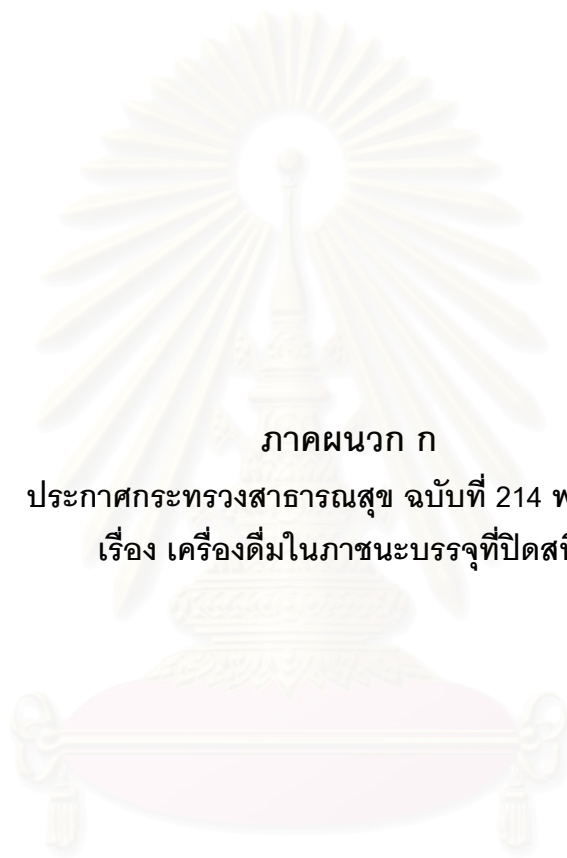 ภาคผนวก ก
ประกาศกระทรวงสาธารณสุข ฉบับที่ 214
เรื่อง เครื่องดื่มในภาชนะบรรจุที่ปิด